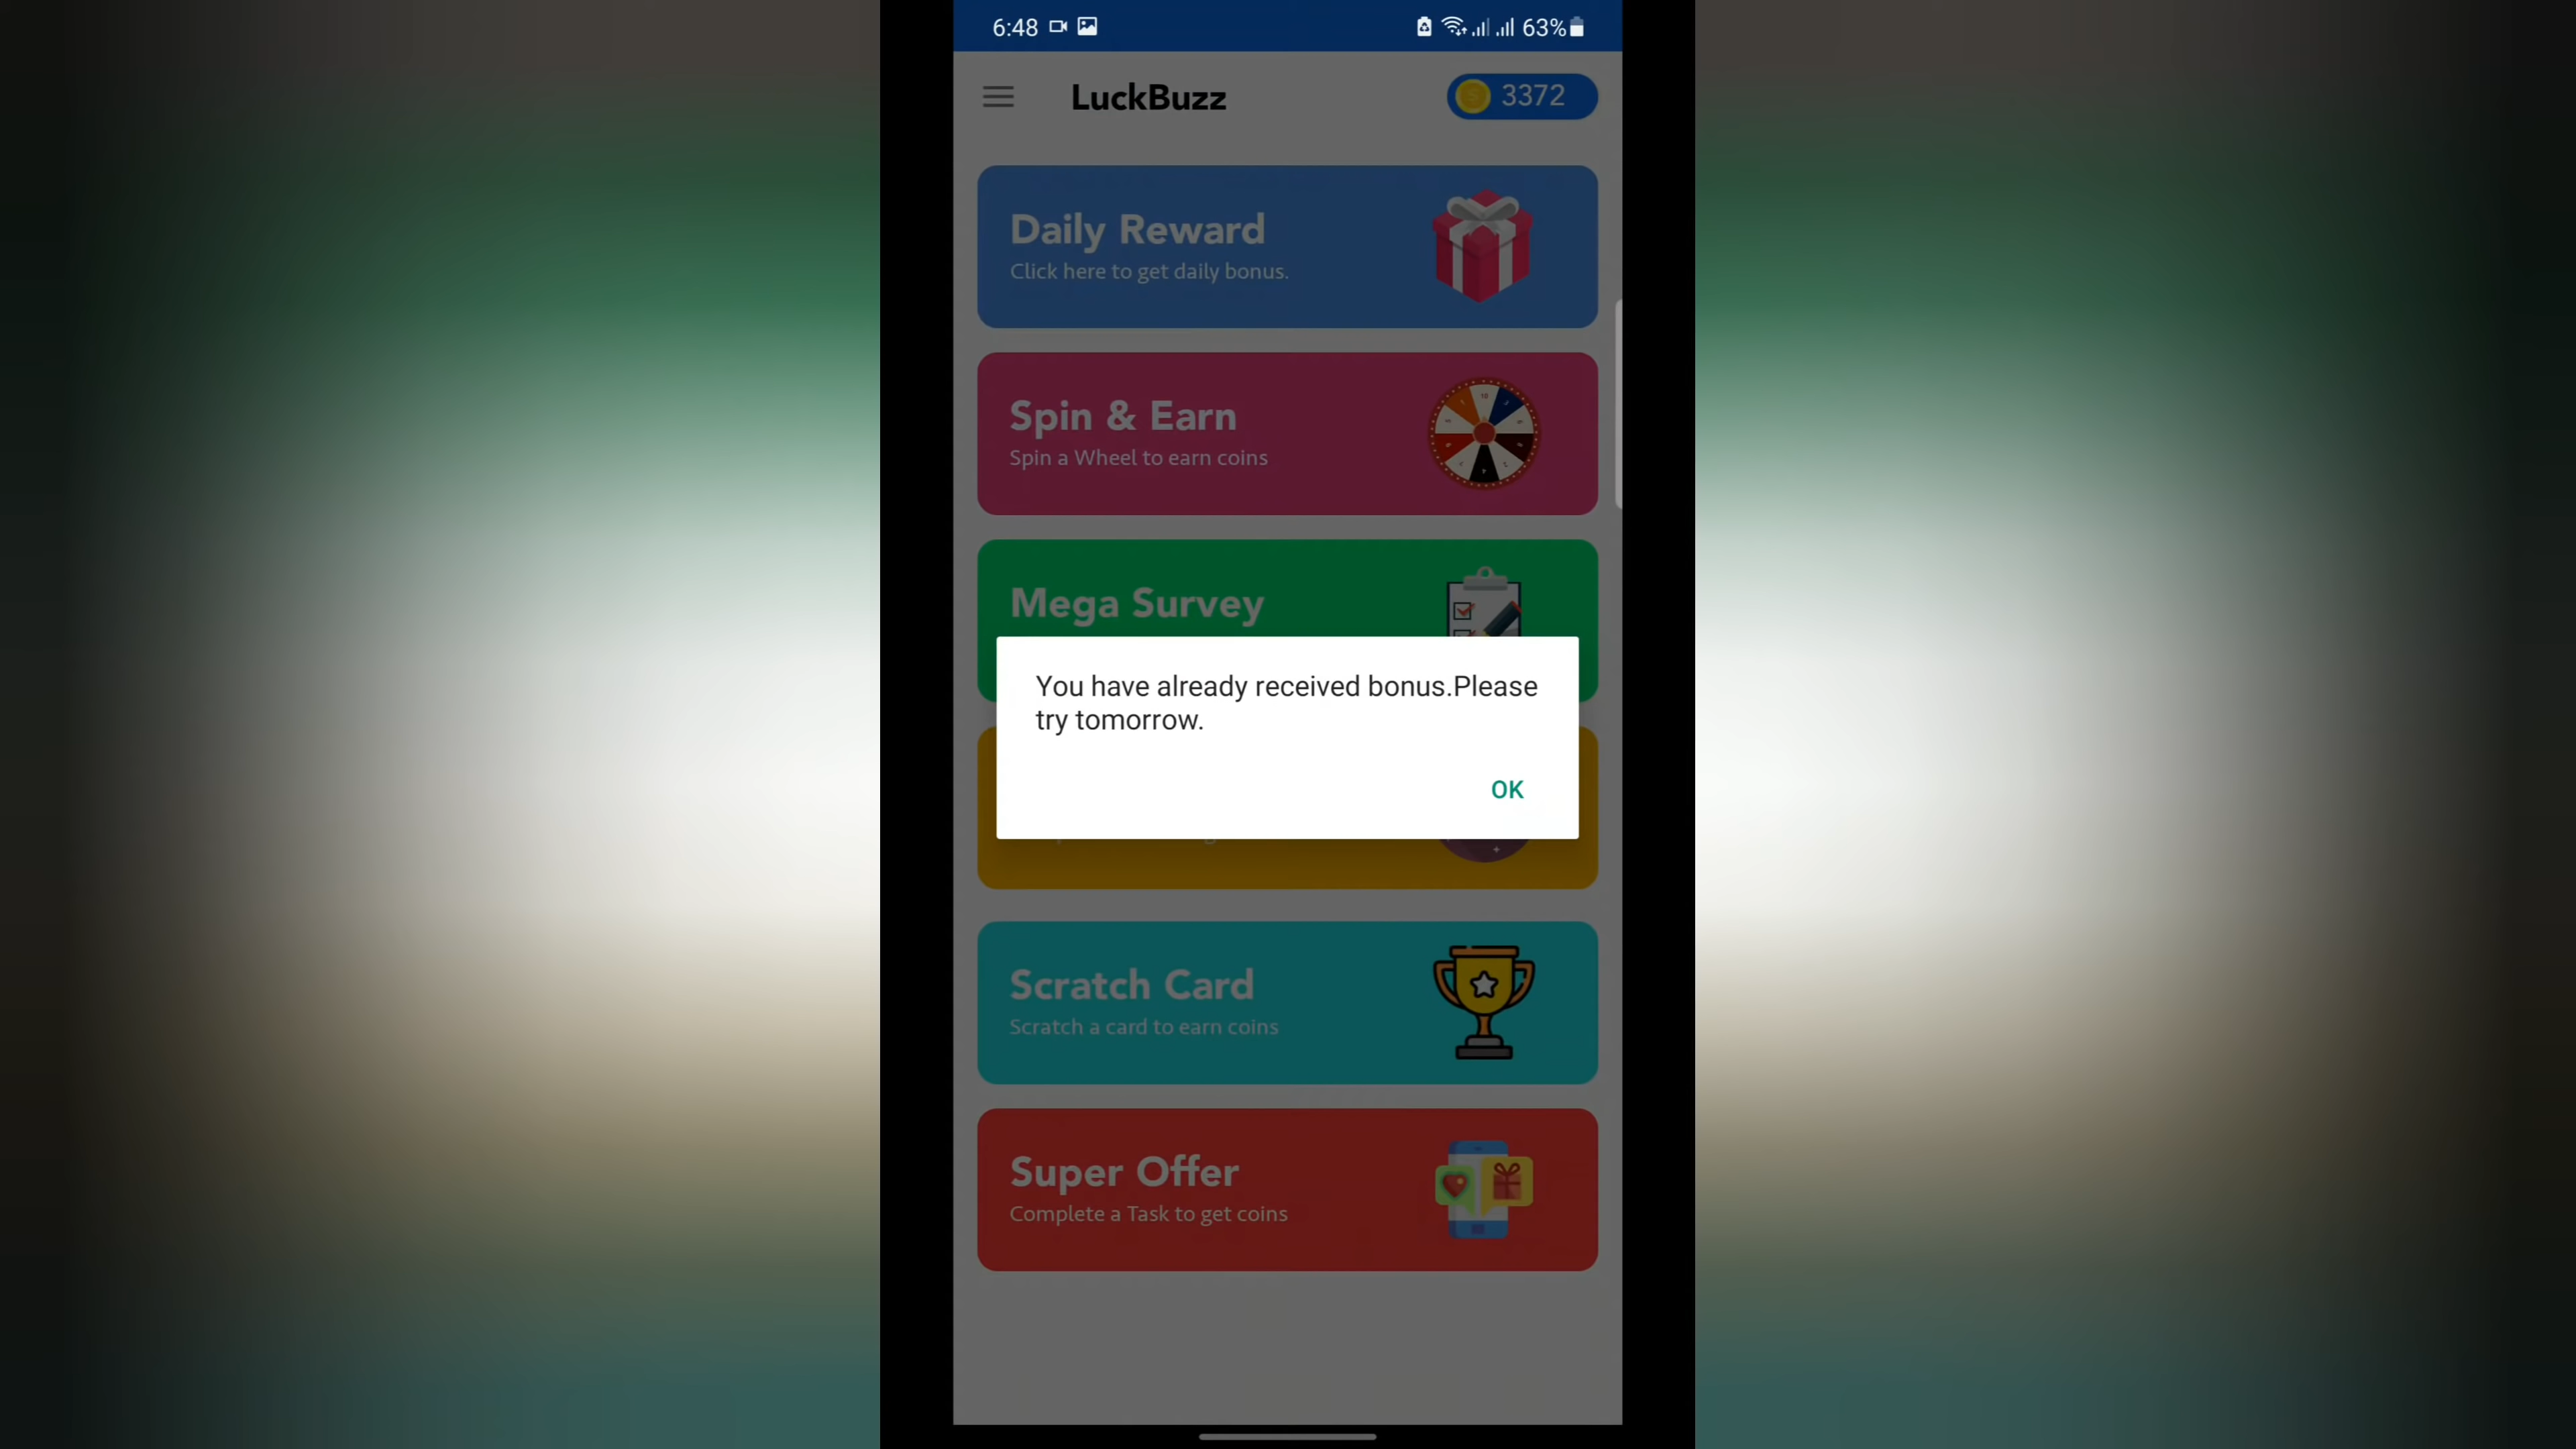 6:48
63%
LuckBuzz
3372
Daily Reward
Click here to get daily bonus.
Spin & Earn
Spin a Wheel to earn coins
Mega Survey
You have already received bonus.Please
try tomorrow.
OK
Scratch Card
Scratch a card to earn coins
Super Offer
Complete a Task to get coins